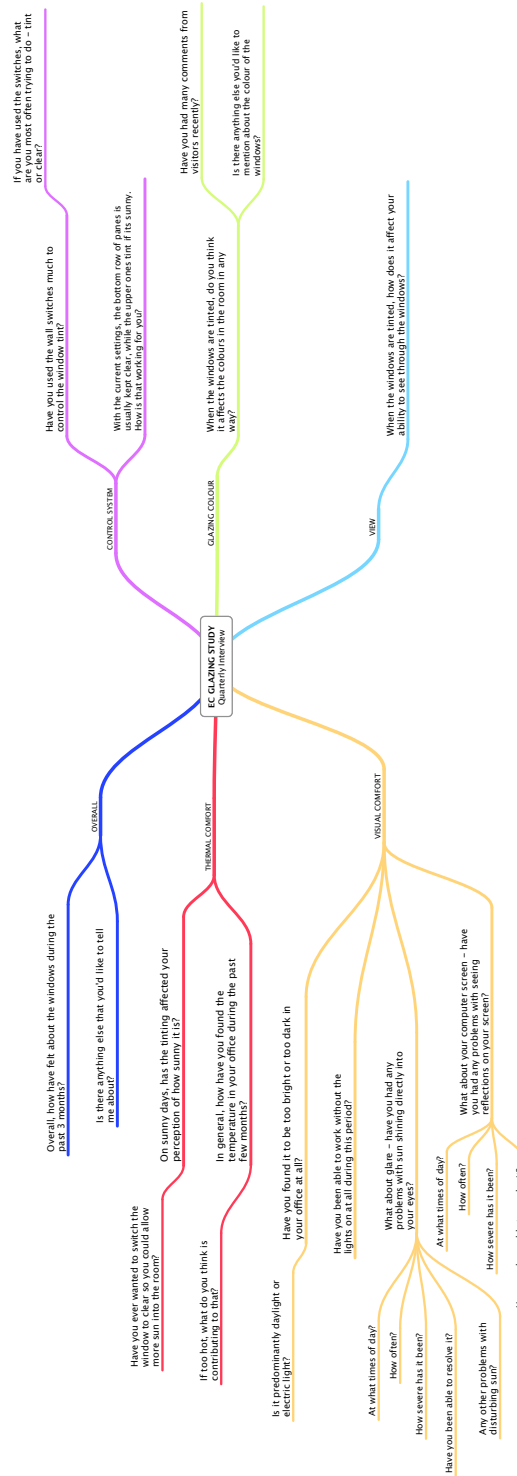 EC GLAZING STUDY
Quarterly Interview
CONTROL SYSTEM
Have you used the wall switches much to
control the window tint?
If you have used the switches, what
are you most often trying to do – tint
or clear?
With the current settings, the bottom row of panes is
usually kept clear, while the upper ones tint if its sunny.
How is that working for you?
GLAZING COLOUR
When the windows are tinted, do you think
it affects the colours in the room in any
way?
Have you had many comments from
visitors recently?
Is there anything else you'd like to
mention about the colour of the
windows?
VIEW
When the windows are tinted, how does it affect your
ability to see through the windows?
OVERALL
Overall, how have felt about the windows during the
past 3 months?
Is there anything else that you'd like to tell
me about?
THERMAL COMFORT
On sunny days, has the tinting affected your
perception of how sunny it is?
Have you ever wanted to switch the
window to clear so you could allow
more sun into the room?
In general, how have you found the
temperature in your office during the past
few months?
If too hot, what do you think is
contributing to that?
VISUAL COMFORT
Have you found it to be too bright or too dark in
your office at all?
Is it predominantly daylight or
electric light?
Have you been able to work without the
lights on at all during this period?
What about glare – have you had any
problems with sun shining directly into
your eyes?
At what times of day?
How often?
How severe has it been?
Have you been able to resolve it?
Any other problems with
disturbing sun?
What about your computer screen – have
you had any problems with seeing
reflections on your screen?
At what times of day?
How often?
How severe has it been?